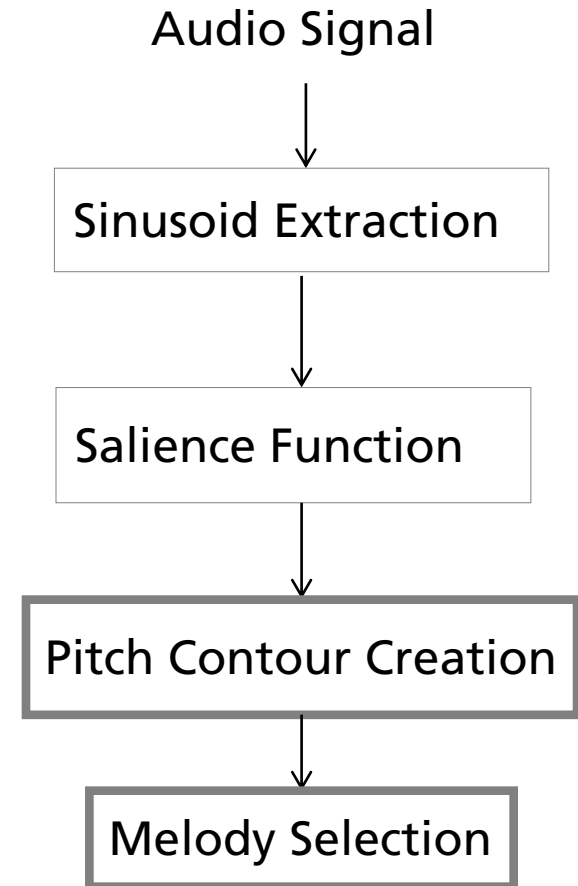 Audio Signal
Sinusoid Extraction
Salience Function
Pitch Contour Creation
Melody Selection